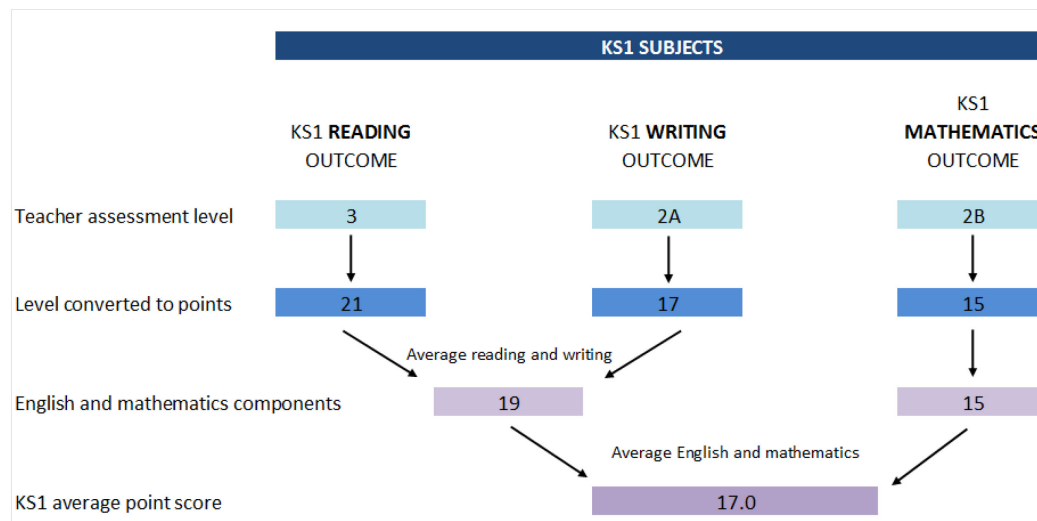 KS1 SUBJECTS
KS1 READING
OUTCOME
KS1 WRITING
OUTCOME
KS1
MATHEMATICS
OUTCOME
Teacher assessment level
3
2A
2B
Level converted to points
21
17
15
Average reading and writing
English and mathematics components
19
15
Average English and mathematics
KS1 average point score
17.0